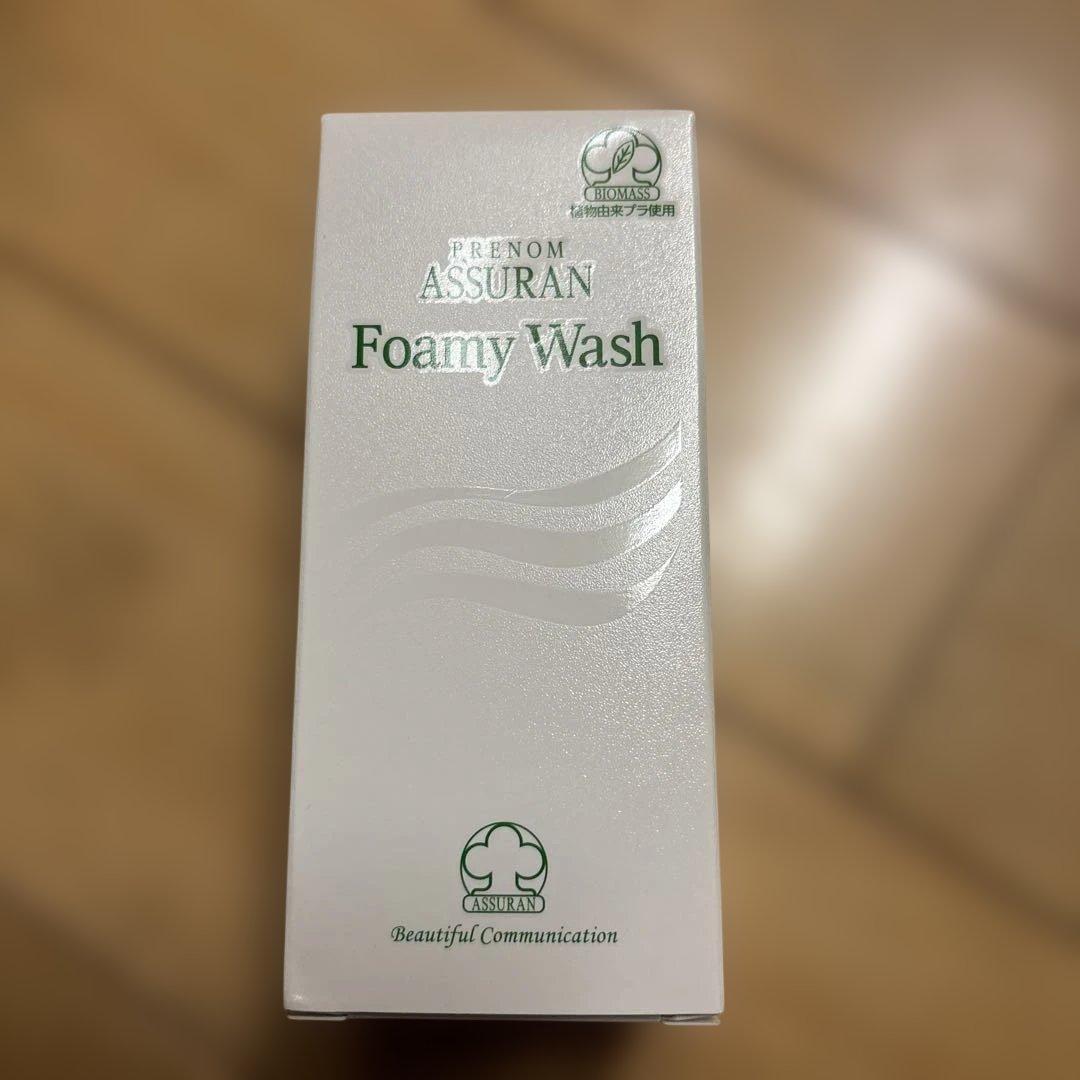 BIOMASS
植物由来プラ使用
PRENOM
ASSURAN
Foamy Wash
ASSURAN
Beautiful Communication